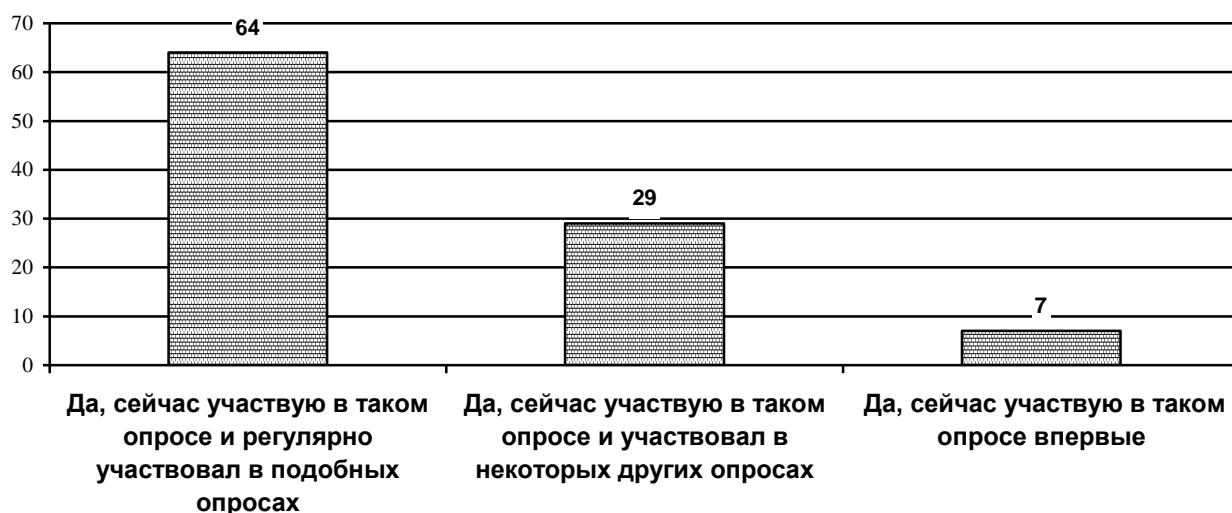 70
64
60
50
40
29
30
20
7
10
0
Да, сейчас участвую в таком
опросе и регулярно
участвовал в подобных
опросах
Да, сейчас участвую в таком
опросе и участвовал в
некоторых других опросах
Да, сейчас участвую в таком
опросе впервые